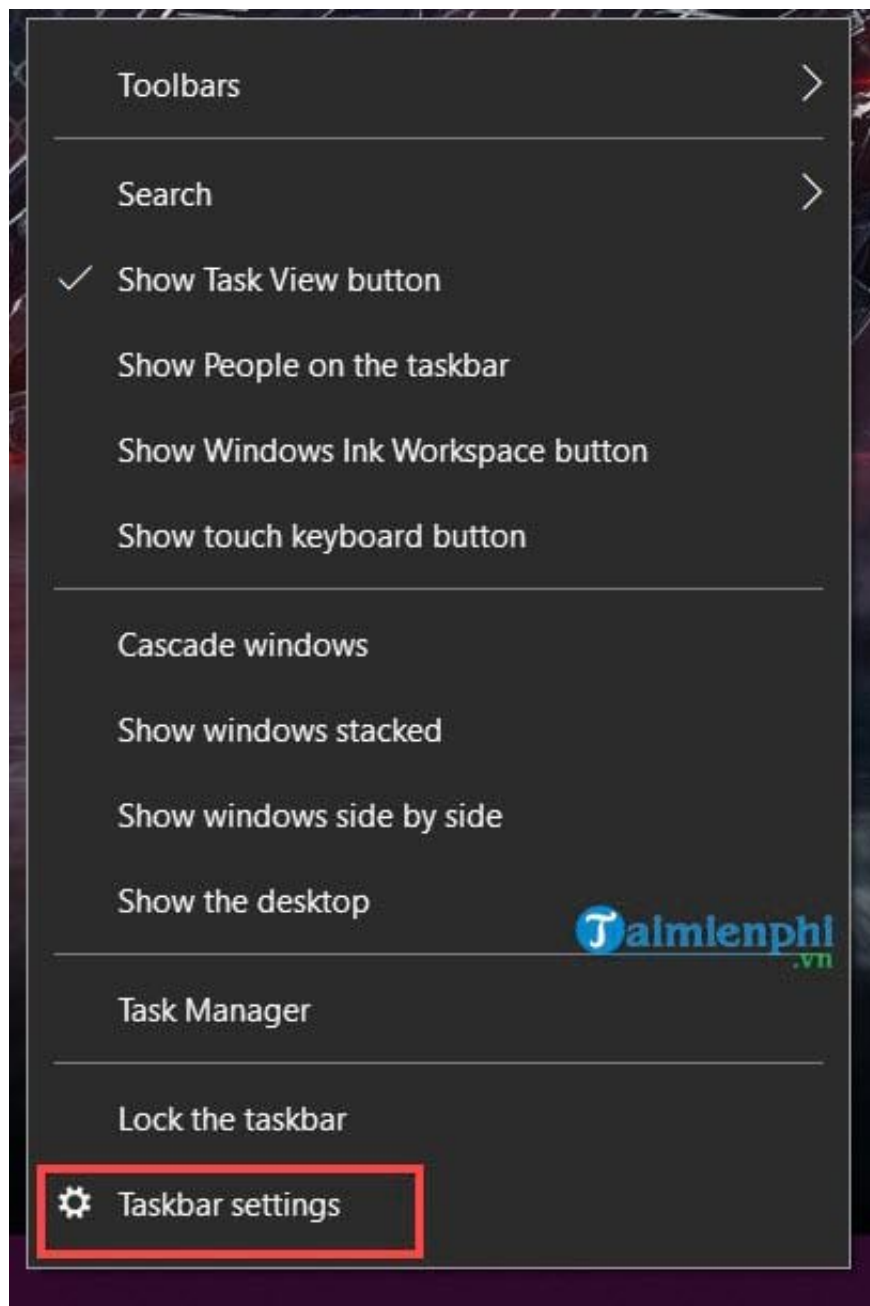 Toolbars
Search
Show Task View button
Show People on the taskbar
Show Windows Ink Workspace button
Show touch keyboard button
Cascade windows
Show windows stacked
Show windows side by side
Show the desktop
Taimienphi
.vn
Task Manager
Lock the taskbar
Taskbar settings